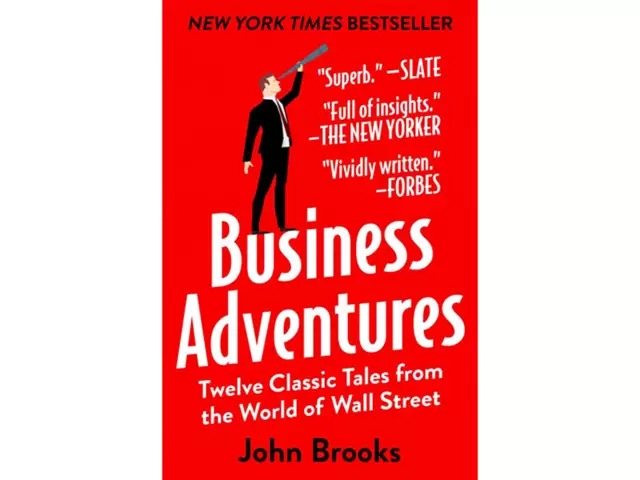 NEW YORK TIMES BESTSELLER
"Superb." —SLATE
"Full of insights."
—THE NEW YORKER
"Vividly written."
—FORBES
Business
Adventures
Twelve Classic Tales from
the World of Wall Street
John Brooks